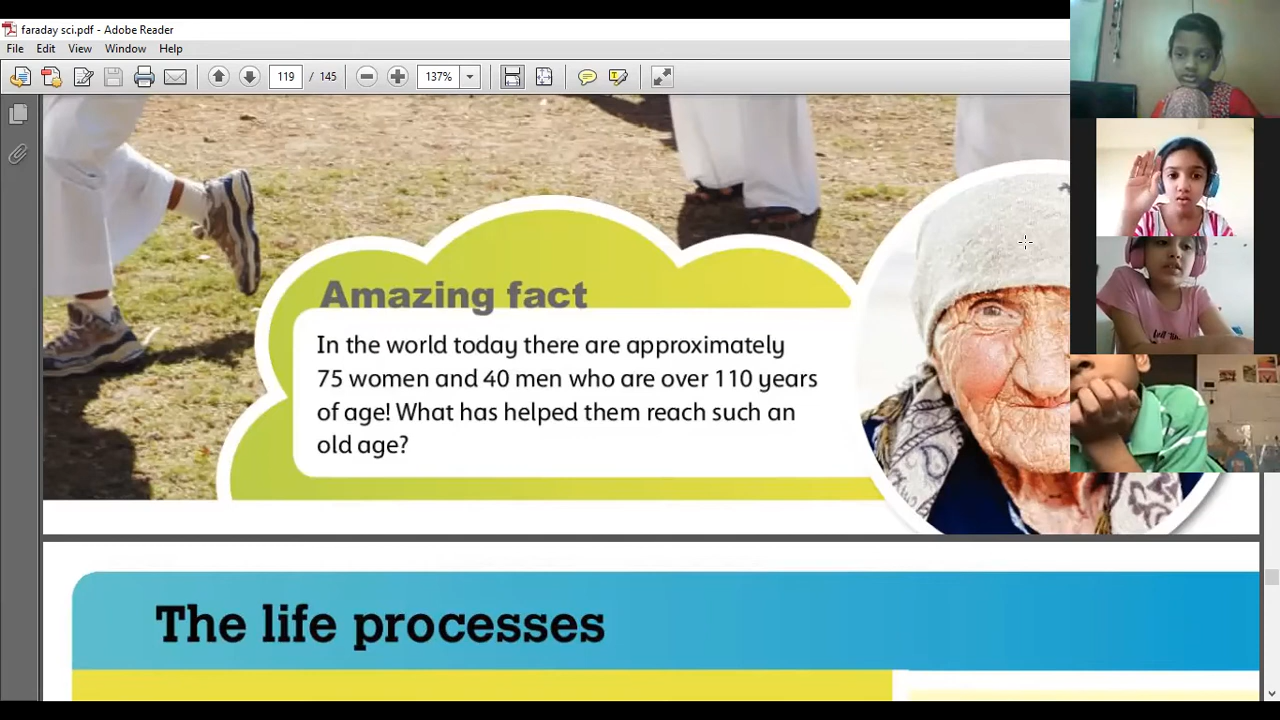 faraday sci.pdf - Adobe Reader
File Edit View Window Help
119 / 145 137%
Amazing fact
In the world today there are approximately
75 women and 40 men who are over 110 years
of age! What has helped them reach such an
old age?
The life processes